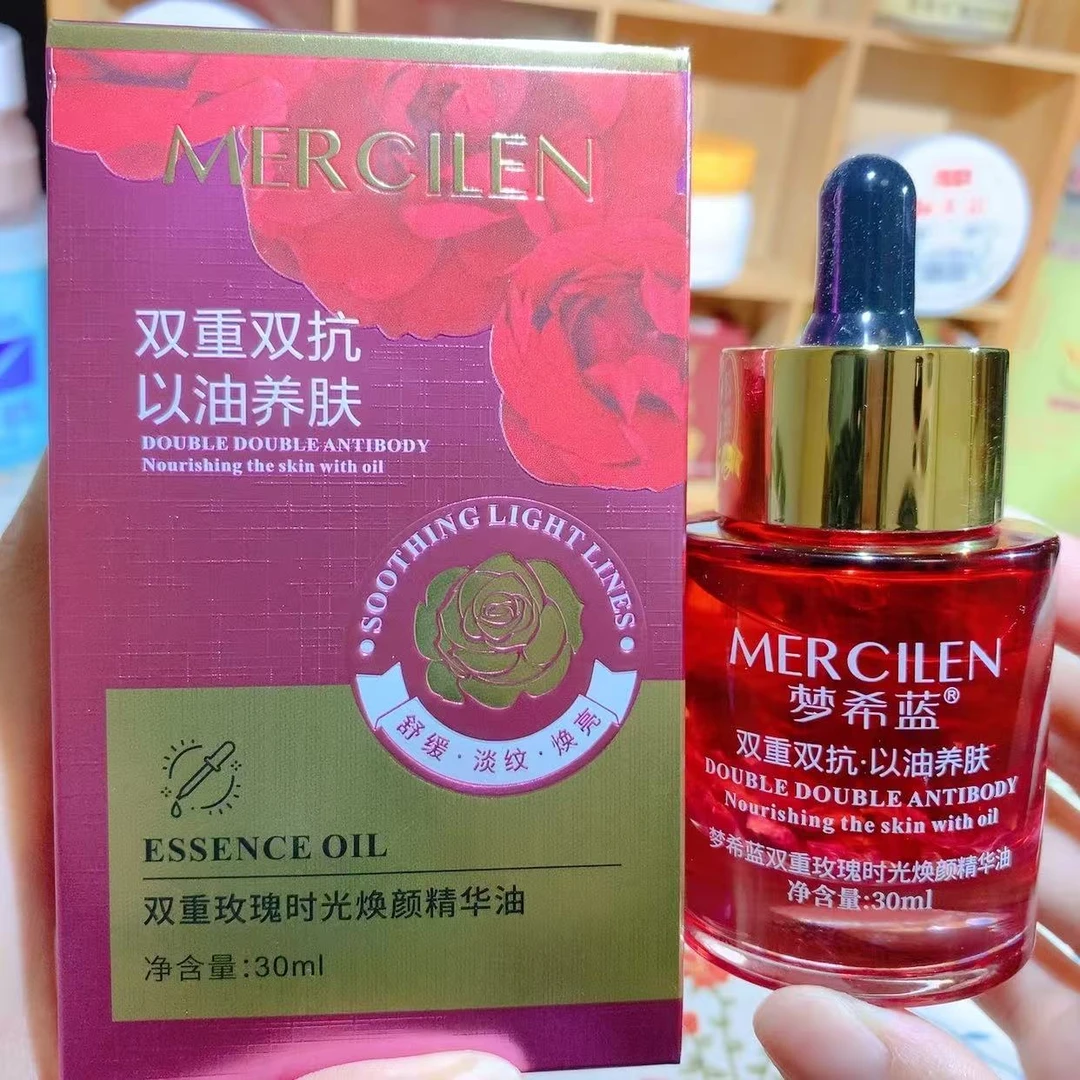 MERCILEN
双重双抗
以油养肤
DOUBLE DOUBLE ANTIBODY
Nourishing the skin with oil
SOOTHING LIGHT LINES
舒缓·淡纹·焕亮
ESSENCE OIL
双重玫瑰时光焕颜精华油
净含量:30ml
MERCILEN
梦希蓝®
双重双抗·以油养肤
DOUBLE DOUBLE ANTIBODY
Nourishing the skin with oil
梦希蓝双重玫瑰时光焕颜精华油
净含量:30ml